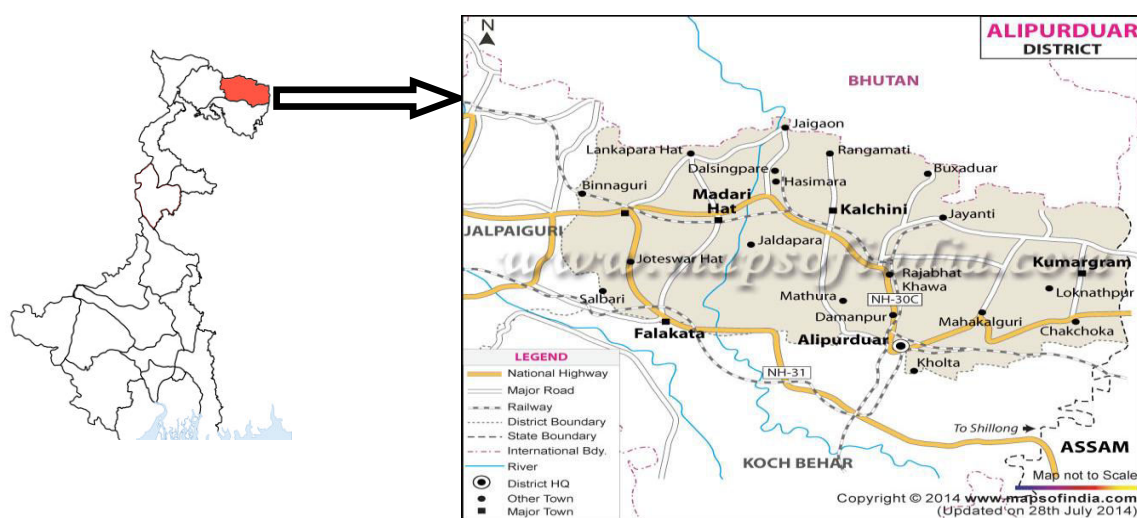 N
ALIPURDUAR
DISTRICT
BHUTAN
Jaigaon
Lankapara Hat
Rangamati
Dalsingpare
Buxaduar
Binnaguri
Hasimara
Madari
Hat
Kalchini
Jayanti
JALPAIGURI
Jaldapara
www.mapsofindia.com
Joteswar Hat
Kumargram
Rajabhat
Khawa
Salbari
Mathura
NH-30C
Loknathpur
Damanpur
Mahakalguri
Falakata
Alipurduar
Chakchoka
LEGEND
Kholta
National Highway
NH-31
Major Road
Railway
District Boundary
State Boundary
To Shillong
International Bdy.
ASSAM
River
KOCH BEHAR
District HQ
Map not to Scale
Other Town
Copyright © 2014 www.mapsofindia.com
Major Town
(Updated on 28th July 2014)